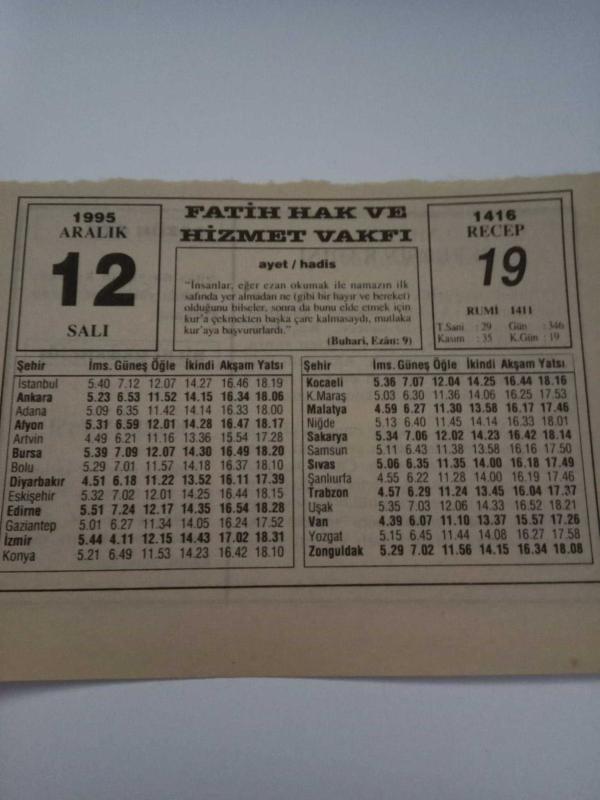 1995
ARALIK
12
SALI
FATİH HAK VE
HİZMET VAKFI
ayet / hadis
"İnsanlar, eğer ezan okumak ile namazın ilk
safında yer almadan ne (gibi bir hayır ve bereket)
olduğunu bilseler, sonra da bunu elde etmek için
kur'a çekmekten başka çare kalmasaydı, mutlaka
kur'aya başvururlardı."
(Buhari, Ezân: 9)
1416
RECEP
19
RUMİ 1411
T.Sani : 29 Gün : 346
Kasım : 35 K.Gün : 19
Şehir İms. Güneş Öğle İkindi Akşam Yatsı
İstanbul 5.40 7.12 12.07 14.27 16.46 18.19
Ankara 5.23 6.53 11.52 14.15 16.34 18.06
Adana 5.09 6.35 11.42 14.14 16.33 18.00
Afyon 5.31 6.59 12.01 14.28 16.47 18.17
Artvin 4.49 6.21 11.16 13.36 15.54 17.28
Bursa 5.39 7.09 12.07 14.30 16.49 18.20
Bolu 5.29 7.01 11.57 14.18 16.37 18.10
Diyarbakır 4.51 6.18 11.22 13.52 16.11 17.39
Eskişehir 5.32 7.02 12.01 14.25 16.44 18.15
Edirne 5.51 7.24 12.17 14.35 16.54 18.28
Gaziantep 5.01 6.27 11.34 14.05 16.24 17.52
İzmir 5.44 4.11 12.15 14.43 17.02 18.31
Konya 5.21 6.49 11.53 14.23 16.42 18.10
Şehir İms. Güneş Öğle İkindi Akşam Yatsı
Kocaeli 5.36 7.07 12.04 14.25 16.44 18.16
K.Maraş 5.03 6.30 11.36 14.06 16.25 17.53
Malatya 4.59 6.27 11.30 13.58 16.17 17.46
Niğde 5.13 6.40 11.45 14.14 16.33 18.01
Sakarya 5.34 7.06 12.02 14.23 16.42 18.14
Samsun 5.11 6.43 11.38 13.58 16.16 17.50
Sıvas 5.06 6.35 11.35 14.00 16.18 17.49
Şanlıurfa 4.55 6.22 11.28 14.00 16.19 17.46
Trabzon 4.57 6.29 11.24 13.45 16.04 17.37
Uşak 5.35 7.03 12.06 14.33 16.52 18.21
Van 4.39 6.07 11.10 13.37 15.57 17.26
Yozgat 5.15 6.45 11.44 14.08 16.27 17.58
Zonguldak 5.29 7.02 11.56 14.15 16.34 18.08